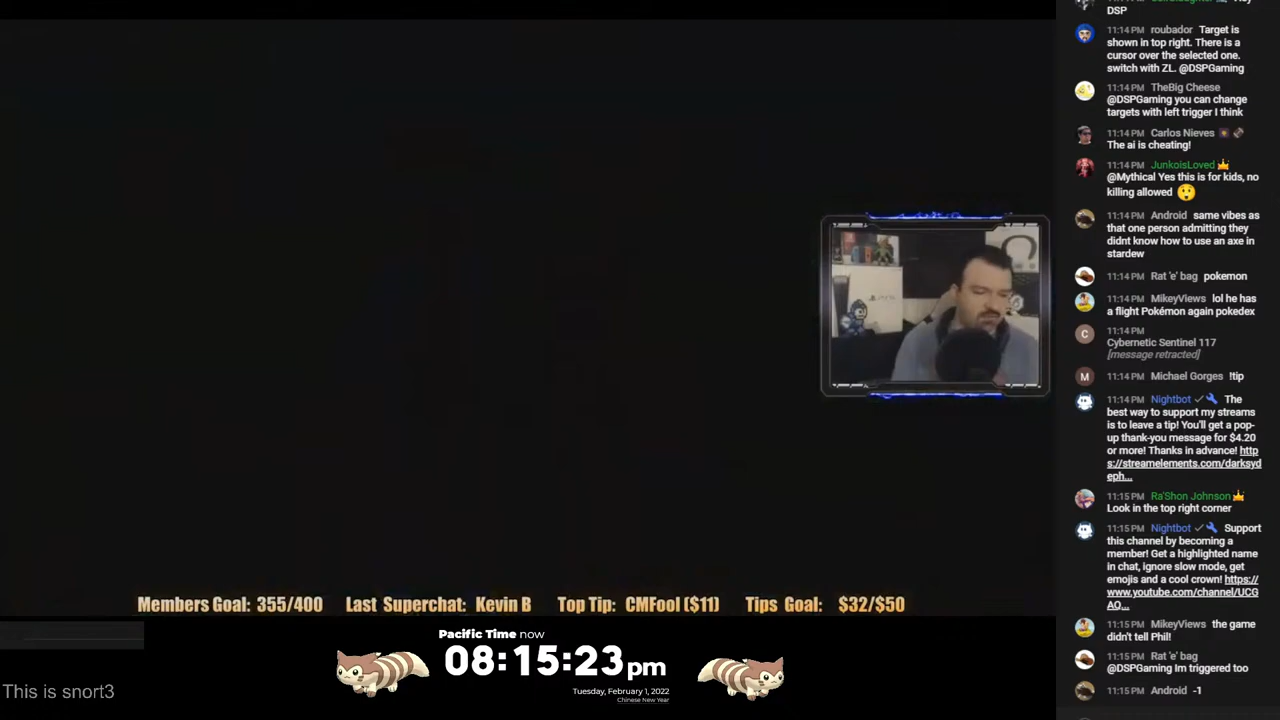 DSP
11:14 PM roubador Target is
shown in top right. There is a
cursor over the selected one.
switch with ZL. @DSPGaming
11:14 PM TheBig Cheese
@DSPGaming you can change
targets with left trigger I think
11:14 PM Carlos Nieves
The ai is cheating!
11:14 PM JunkoisLoved
@Mythical Yes this is for kids, no
killing allowed
11:14 PM Android same vibes as
that one person admitting they
didnt know how to use an axe in
stardew
11:14 PM Rat 'e' bag pokemon
11:14 PM MikeyViews lol he has
a flight Pokémon again pokedex
11:14 PM
Cybernetic Sentinel 117
[message retracted]
11:14 PM Michael Gorges !tip
11:14 PM Nightbot The
best way to support my streams
is to leave a tip! You'll get a pop-
up thank-you message for $4.20
or more! Thanks in advance! http
s://streamelements.com/darksyd
eph...
11:15 PM Ra'Shon Johnson
Look in the top right corner
11:15 PM Nightbot Support
this channel by becoming a
member! Get a highlighted name
in chat, ignore slow mode, get
emojis and a cool crown! https://
www.youtube.com/channel/UCG
AO...
11:15 PM MikeyViews the game
didn't tell Phil!
11:15 PM Rat 'e' bag
@DSPGaming Im triggered too
11:15 PM Android -1
Members Goal: 355/400 Last Superchat: Kevin B Top Tip: CMFool ($11) Tips Goal: $32/$50
Pacific Time now
08:15:23pm
Tuesday, February 1, 2022
Chinese New Year
This is snort3